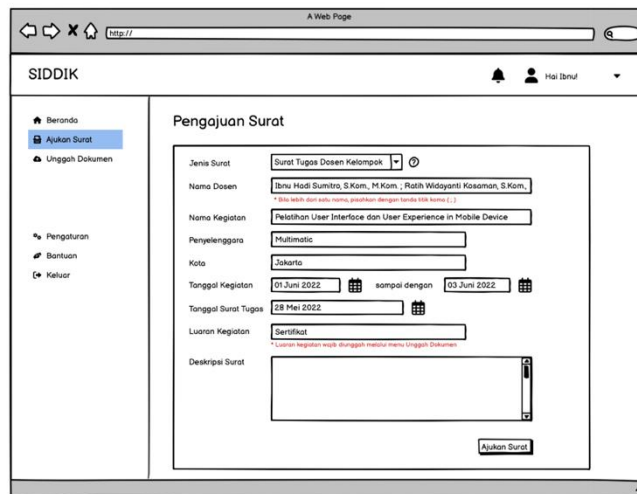 A Web Page
http://
SIDDIK
Hai Ibnu!
Beranda
Ajukan Surat
Unggah Dokumen
Pengaturan
Bantuan
Keluar
Pengajuan Surat
Jenis Surat Surat Tugas Dosen Kelompok
Nama Dosen Ibnu Hadi Sumitro, S.Kom., M.Kom ; Ratih Widayanti Kosaman, S.Kom.,
* Bila lebih dari satu nama, pisahkan dengan tanda titik koma ( ; )
Nama Kegiatan Pelatihan User Interface dan User Experience in Mobile Device
Penyelenggara Multimatic
Kota Jakarta
Tanggal Kegiatan 01 Juni 2022 sampai dengan 03 Juni 2022
Tanggal Surat Tugas 28 Mei 2022
Luaran Kegiatan Sertifikat
* Luaran kegiatan wajib diunggah melalui menu Unggah Dokumen
Deskripsi Surat
Ajukan Surat